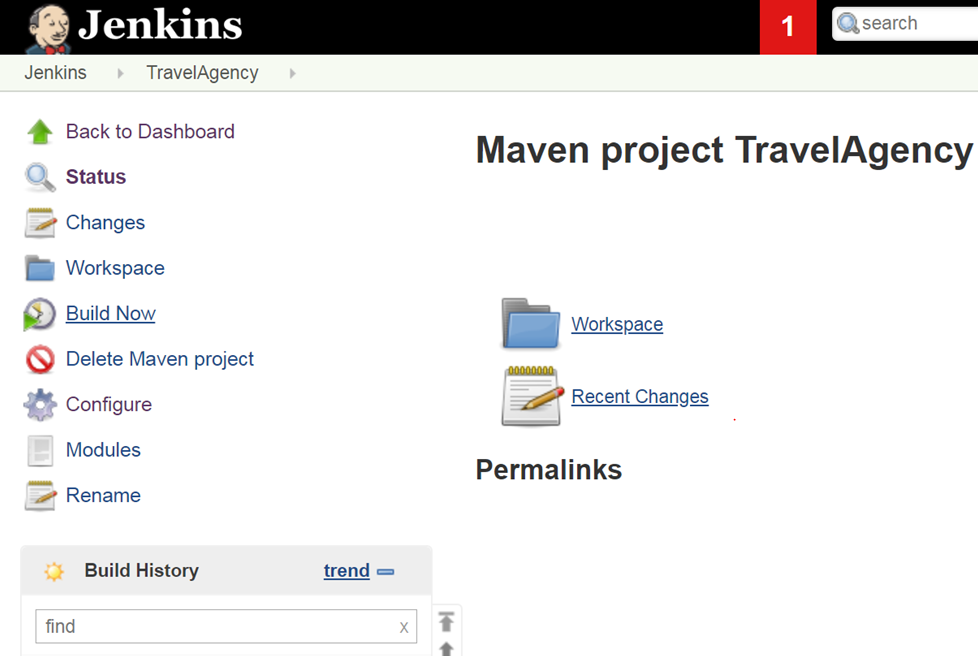 Jenkins
1
search
Jenkins
TravelAgency
Back to Dashboard
Status
Changes
Workspace
Build Now
Delete Maven project
Configure
Modules
Rename
Build History
trend
find
x
Maven project TravelAgency
Workspace
Recent Changes
Permalinks